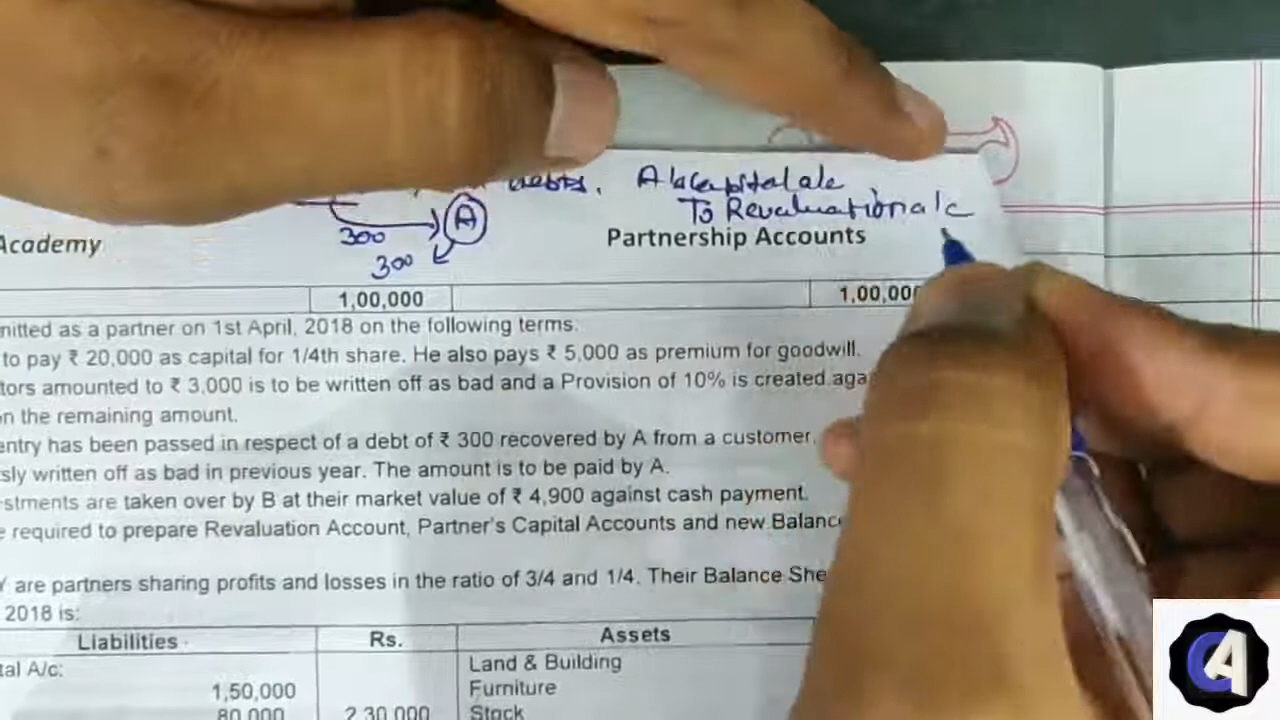 debts. A's Capital a/c
To Revaluation a/c
300
A
300
Academy
Partnership Accounts
1,00,000 1,00,000
nitted as a partner on 1st April, 2018 on the following terms.
to pay ₹ 20,000 as capital for 1/4th share. He also pays ₹ 5,000 as premium for goodwill.
tors amounted to ₹ 3,000 is to be written off as bad and a Provision of 10% is created aga
n the remaining amount.
entry has been passed in respect of a debt of ₹ 300 recovered by A from a customer,
sly written off as bad in previous year. The amount is to be paid by A.
estments are taken over by B at their market value of ₹ 4,900 against cash payment.
e required to prepare Revaluation Account, Partner's Capital Accounts and new Balance
Y are partners sharing profits and losses in the ratio of 3/4 and 1/4. Their Balance She
2018 is:
Liabilities Rs. Assets
tal A/c: Land & Building
1,50,000 Furniture
80,000 2,30,000 Stock
CA